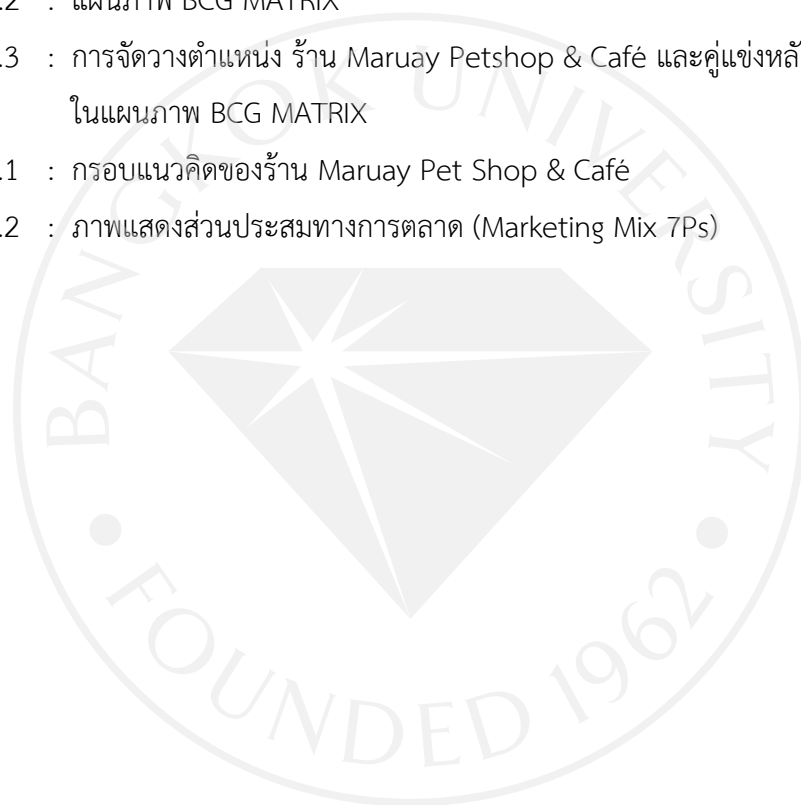 .2 : แผนภาพ BCG MATRIX
.3 : การจัดวางตำแหน่ง ร้าน Maruay Petshop & Café และคู่แข่งหลั
ในแผนภาพ BCG MATRIX
.1 : กรอบแนวคิดของร้าน Maruay Pet Shop & Café
.2 : ภาพแสดงส่วนประสมทางการตลาด (Marketing Mix 7Ps)
BANGKOK UNIVERSITY
• FOUNDED 1962 •